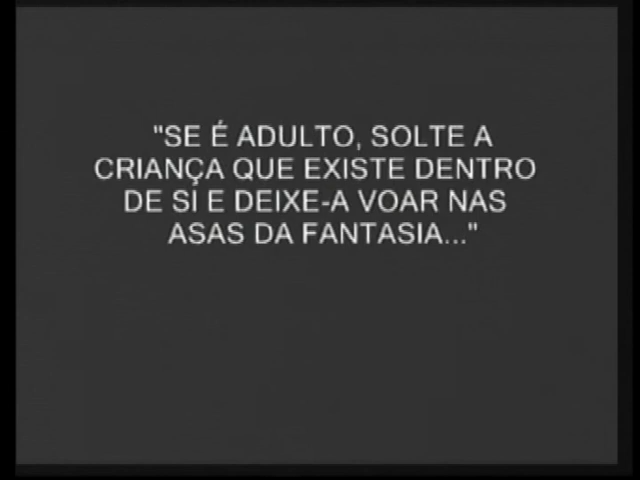 "SE É ADULTO, SOLTE A
CRIANÇA QUE EXISTE DENTRO
DE SI E DEIXE-A VOAR NAS
ASAS DA FANTASIA..."